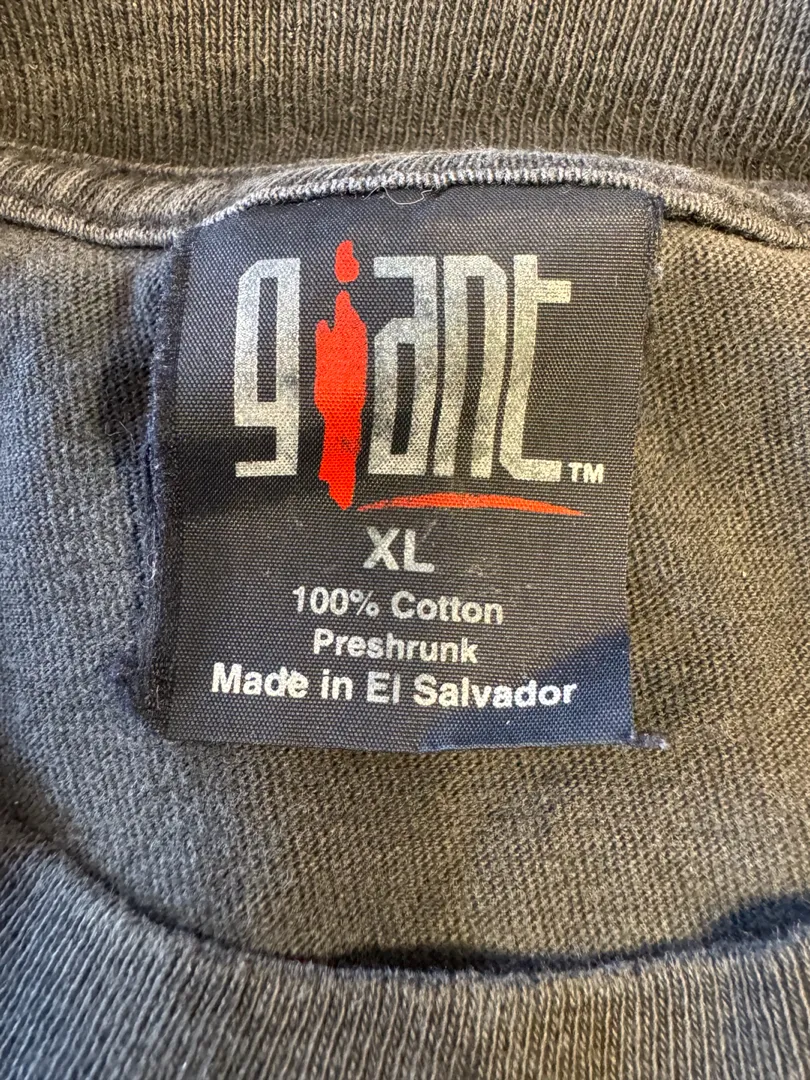 giant™
XL
100% Cotton
Preshrunk
Made in El Salvador